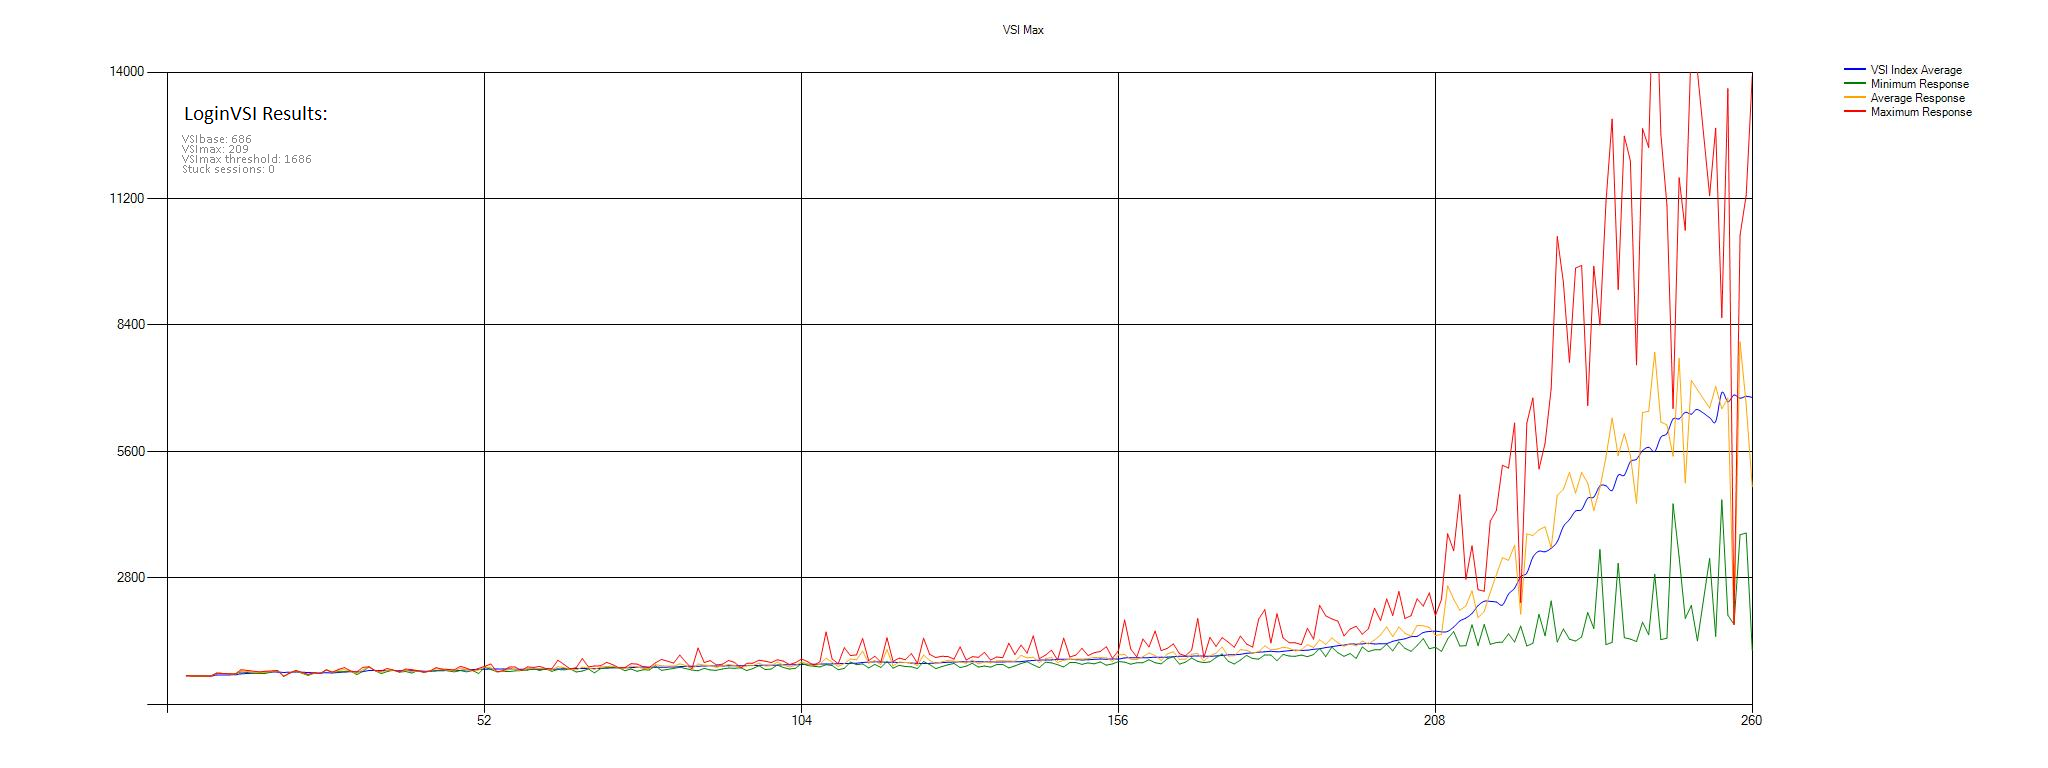 VSI Max
14000
11200
8400
5600
2800
LoginVSI Results:
VSIbase: 686
VSImax: 209
VSImax threshold: 1686
Stuck sessions: 0
VSI Index Average
Minimum Response
Average Response
Maximum Response
52
104
156
208
260